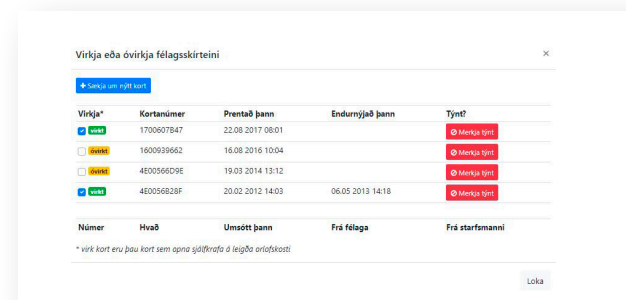 Virkja eða óvirkja félagsskírteini ×
+ Sækja um nýtt kort
Virkja* Kortanúmer Prentað þann Endurnýjað þann Týnt?
virkt 1700607B47 22.08 2017 08:01 Merkja týnt
óvirkt 1600939662 16.08 2016 10:04 Merkja týnt
óvirkt 4E00566D9E 19.03 2014 13:12 Merkja týnt
virkt 4E0056B28F 20.02 2012 14:03 06.05 2013 14:18 Merkja týnt
Númer Hvað Umsótt þann Frá félaga Frá starfsmanni
* virk kort eru þau kort sem opna sjálfkrafa á leigða orlofskosti
Loka